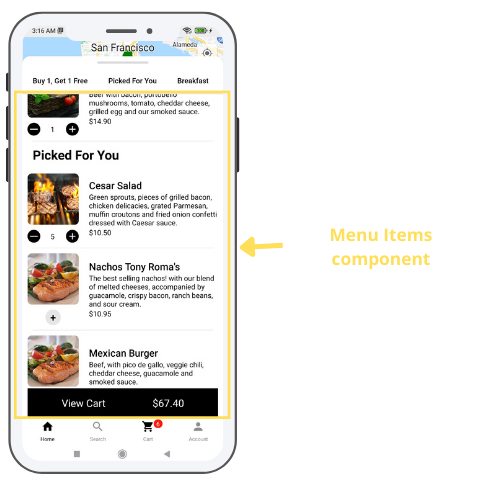 3:16 AM
San Francisco
Alameda
Buy 1, Get 1 Free
Picked For You
Breakfast
Beef with bacon, portobello
mushrooms, tomato, cheddar cheese,
grilled egg and our smoked sauce.
$14.90
1
Picked For You
Cesar Salad
Green sprouts, pieces of grilled bacon,
chicken delicacies, grated Parmesan,
muffin croutons and fried onion confetti
dressed with Caesar sauce.
$10.50
5
Menu Items
component
Nachos Tony Roma's
The best selling nachos! with our blend
of melted cheeses, accompanied by
guacamole, crispy bacon, ranch beans,
and sour cream.
$10.95
Mexican Burger
Beef, with pico de gallo, veggie chili,
cheddar cheese, guacamole and
smoked sauce.
View Cart $67.40
6
Home
Search
Cart
Account